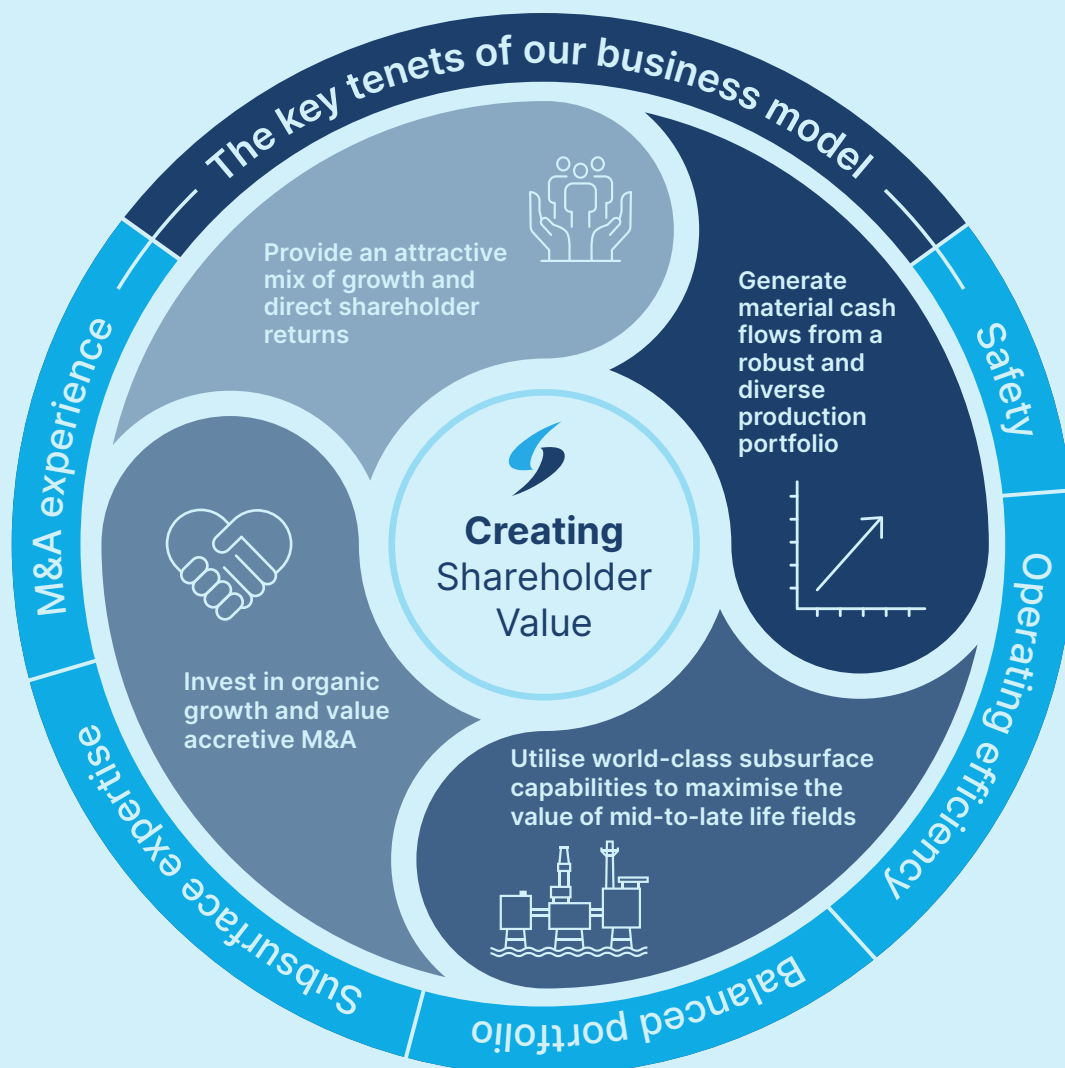 The key tenets of our business model
Safety
Operating efficiency
Balanced portfolio
Subsurface expertise
M&A experience
Provide an attractive
mix of growth and
direct shareholder
returns
Generate
material cash
flows from a
robust and
diverse
production
portfolio
Utilise world-class subsurface
capabilities to maximise the
value of mid-to-late life fields
Invest in organic
growth and value
accretive M&A
Creating
Shareholder
Value